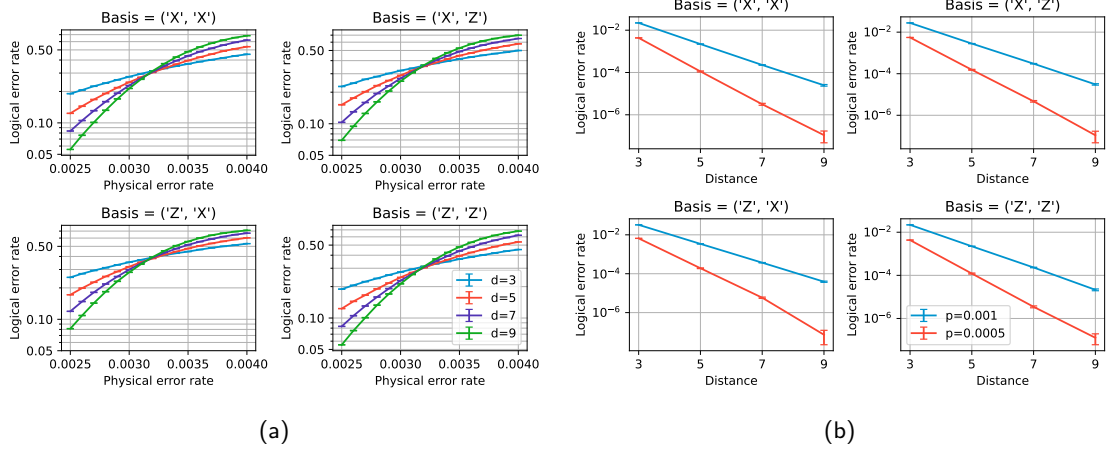 Basis = ('X', 'X')
Logical error rate
0.50
0.10
0.05
0.0025 0.0030 0.0035 0.0040
Physical error rate
Basis = ('X', 'Z')
Logical error rate
0.50
0.10
0.05
0.0025 0.0030 0.0035 0.0040
Physical error rate
Basis = ('Z', 'X')
Logical error rate
0.50
0.10
0.05
0.0025 0.0030 0.0035 0.0040
Physical error rate
Basis = ('Z', 'Z')
Logical error rate
0.50
0.10
0.05
d=3
d=5
d=7
d=9
0.0025 0.0030 0.0035 0.0040
Physical error rate
(a)
Basis = ('X', 'X')
Logical error rate
10⁻²
10⁻⁴
10⁻⁶
3 5 7 9
Distance
Basis = ('X', 'Z')
Logical error rate
10⁻²
10⁻⁴
10⁻⁶
3 5 7 9
Distance
Basis = ('Z', 'X')
Logical error rate
10⁻²
10⁻⁴
10⁻⁶
3 5 7 9
Distance
Basis = ('Z', 'Z')
Logical error rate
10⁻²
10⁻⁴
10⁻⁶
p=0.001
p=0.0005
3 5 7 9
Distance
(b)